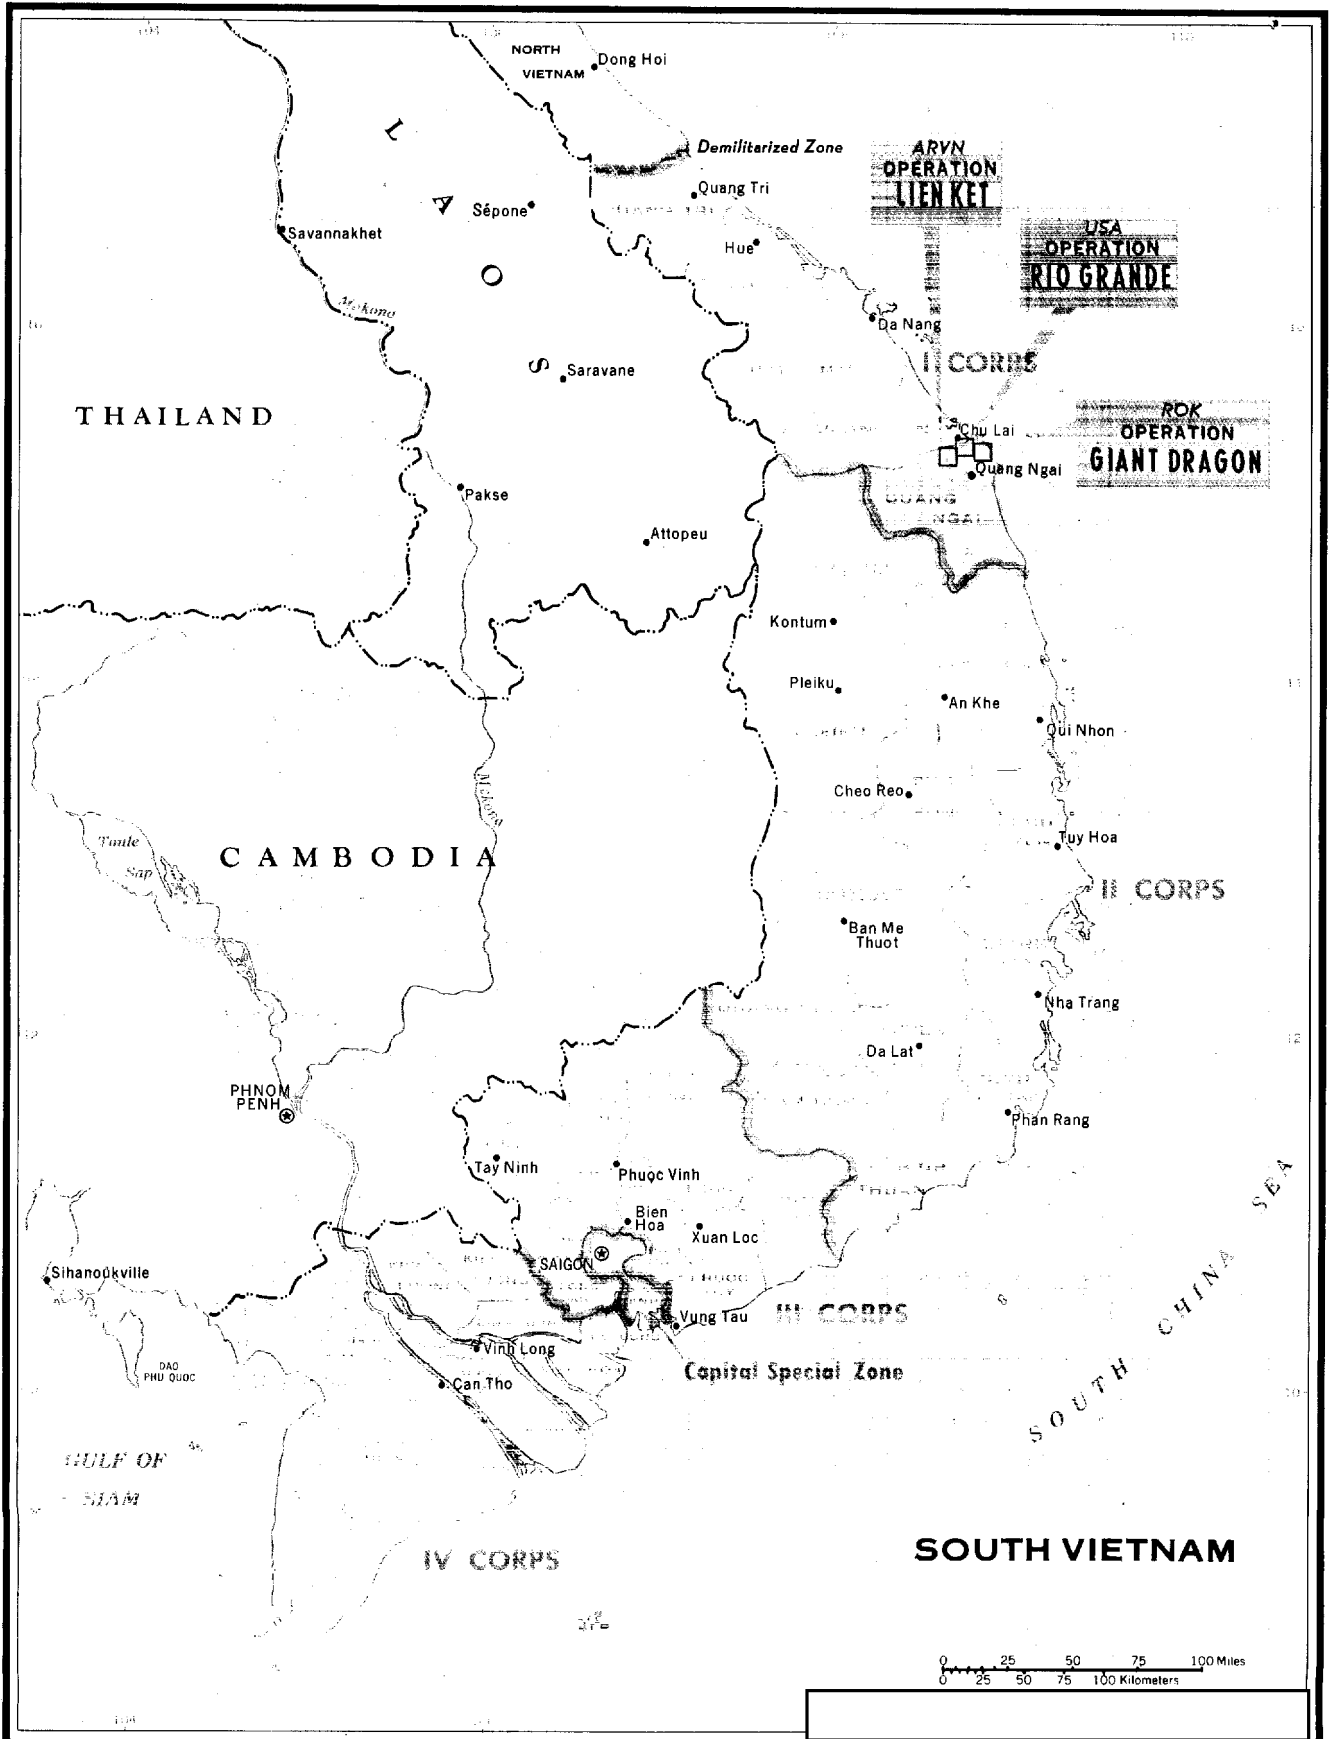 NORTH
VIETNAM
Dong Hoi
L
A
O
S
Demilitarized Zone
ARVN
OPERATION
LIEN KET
Quang Tri
Sépone
Savannakhet
Hue
USA
OPERATION
RIO GRANDE
Mekong
Da Nang
I CORPS
Saravane
THAILAND
ROK
OPERATION
GIANT DRAGON
Chu Lai
Quang Ngai
Pakse
QUANG
NGAI
Attopeu
Kontum
Pleiku
An Khe
Qui Nhon
Cheo Reo
Mekong
Tuy Hoa
Tonle
Sap
CAMBODIA
II CORPS
Ban Me
Thuot
Nha Trang
12
Da Lat
PHNOM
PENH
Phan Rang
Tay Ninh
Phuoc Vinh
Bien
Hoa
Xuan Loc
SAIGON
Sihanoukville
Vung Tau
III CORPS
Vinh Long
Capital Special Zone
DAO
PHU QUOC
Can Tho
SOUTH CHINA SEA
GULF OF
SIAM
IV CORPS
SOUTH VIETNAM
0 25 50 75 100 Miles
0 25 50 75 100 Kilometers
104